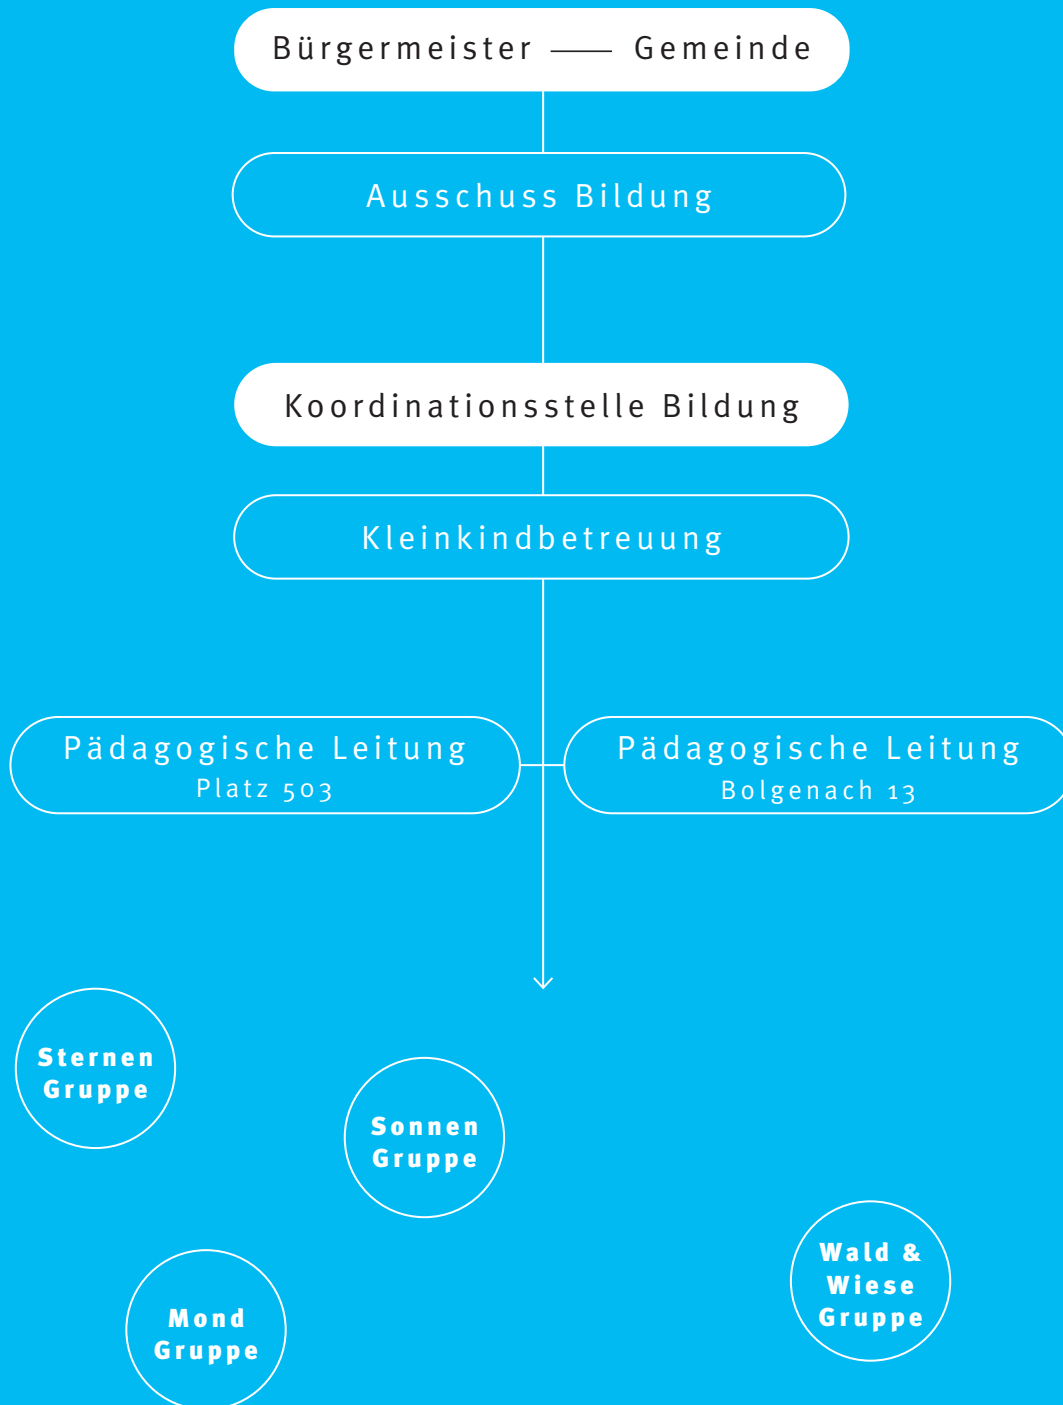 Bürgermeister —— Gemeinde
Ausschuss Bildung
Koordinationsstelle Bildung
Kleinkindbetreuung
Pädagogische Leitung
Platz 503
Pädagogische Leitung
Bolgenach 13
Sternen
Gruppe
Sonnen
Gruppe
Wald &
Wiese
Gruppe
Mond
Gruppe